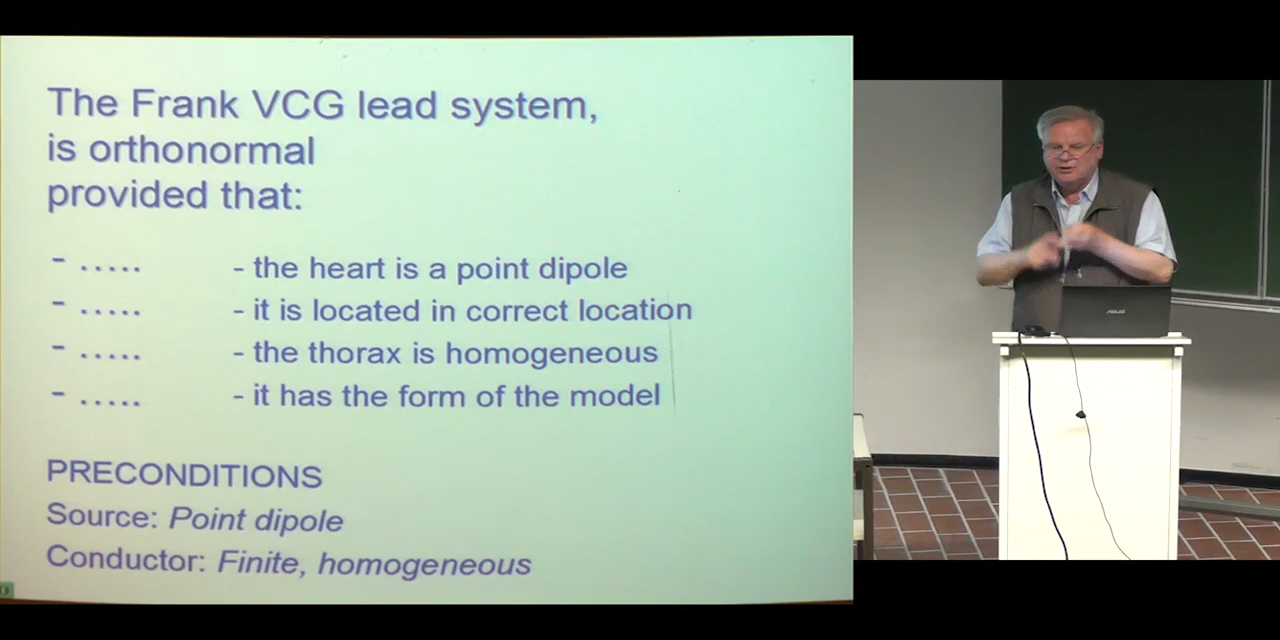 The Frank VCG lead system,
is orthonormal
provided that:
- ..... - the heart is a point dipole
- ..... - it is located in correct location
- ..... - the thorax is homogeneous
- ..... - it has the form of the model
PRECONDITIONS
Source: Point dipole
Conductor: Finite, homogeneous
ASUS